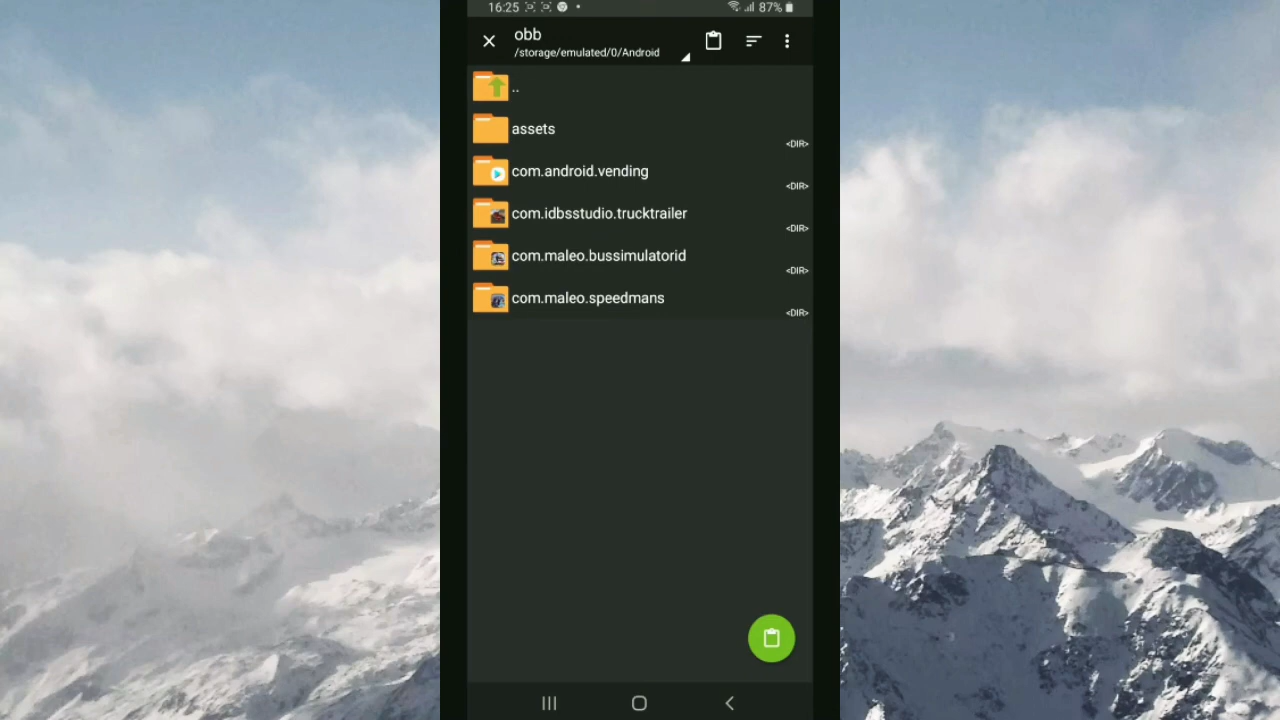 16:25
87%
obb
/storage/emulated/0/Android
..
assets
<DIR>
com.android.vending
<DIR>
com.idbsstudio.trucktrailer
<DIR>
com.maleo.bussimulatorid
<DIR>
com.maleo.speedmans
<DIR>